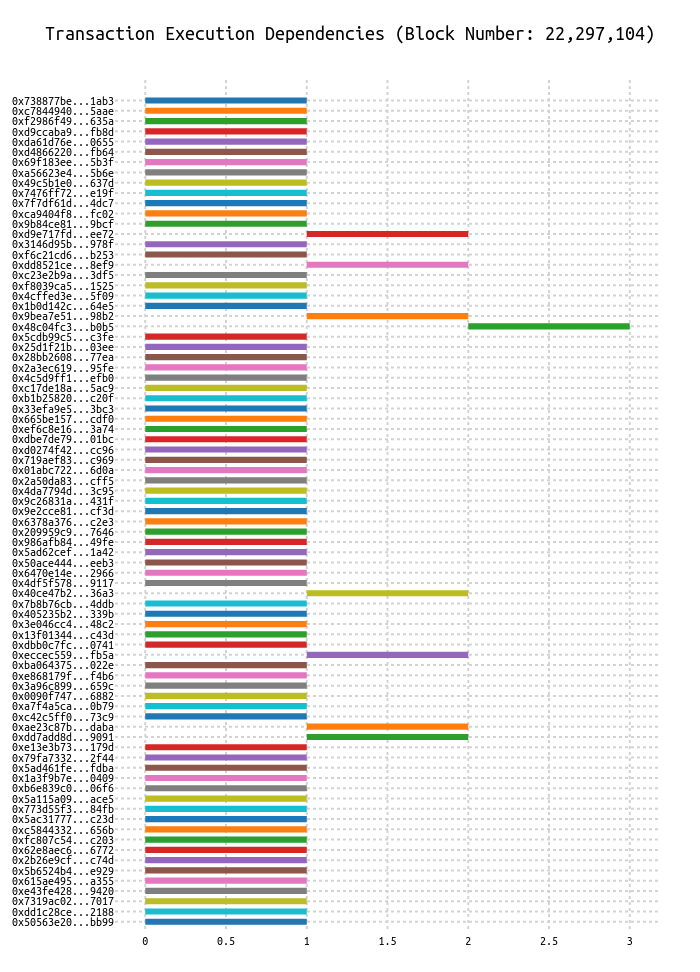 Transaction Execution Dependencies (Block Number: 22,297,104)
0x738877be...1ab3
0xc7844940...5aae
0xf2986f49...635a
0xd9ccaba9...fb8d
0xda61d76e...0655
0xd4866220...fb64
0x69f183ee...5b3f
0xa56623e4...5b6e
0x49c5b1e0...637d
0x7476ff72...e19f
0x7f7df61d...4dc7
0xca9404f8...fc02
0x9b84ce81...9bcf
0xd9e717fd...ee72
0x3146d95b...978f
0xf6c21cd6...b253
0xdd8521ce...8ef9
0xc23e2b9a...3df5
0xf8039ca5...1525
0x4cffed3e...5f09
0x1b0d142c...64e5
0x9bea7e51...98b2
0x48c04fc3...b0b5
0x5cdb99c5...c3fe
0x25d1f21b...03ee
0x28bb2608...77ea
0x2a3ec619...95fe
0x4c5d9ff1...efb0
0xc17de18a...5ac9
0xb1b25820...c20f
0x33efa9e5...3bc3
0x665be157...cdf0
0xef6c8e16...3a74
0xdbe7de79...01bc
0xd0274f42...cc96
0x719aef83...c969
0x01abc722...6d0a
0x2a50da83...cff5
0x4da7794d...3c95
0x9c26831a...431f
0x9e2cce81...cf3d
0x6378a376...c2e3
0x209959c9...7646
0x986afb84...49fe
0x5ad62cef...1a42
0x50ace444...eeb3
0x6470e14e...2966
0x4df5f578...9117
0x40ce47b2...36a3
0x7b8b76cb...4ddb
0x405235b2...339b
0x3e046cc4...48c2
0x13f01344...c43d
0xdbb0c7fc...0741
0xeccec559...fb5a
0xba064375...022e
0xe868179f...f4b6
0x3a96c899...659c
0x0090f747...6882
0xa7f4a5ca...0b79
0xc42c5ff0...73c9
0xae23c87b...daba
0xdd7add8d...9091
0xe13e3b73...179d
0x79fa7332...2f44
0x5ad461fe...fdba
0x1a3f9b7e...0409
0xb6e839c0...06f6
0x5a115a09...ace5
0x773d55f3...84fb
0x5ac31777...c23d
0xc5844332...656b
0xfc807c54...c203
0x62e8aec6...6772
0x2b26e9cf...c74d
0x5b6524b4...e929
0x615ae495...a355
0xe43fe428...9420
0x7319ac02...7017
0xdd1c28ce...2188
0x50563e20...bb99
0 0.5 1 1.5 2 2.5 3